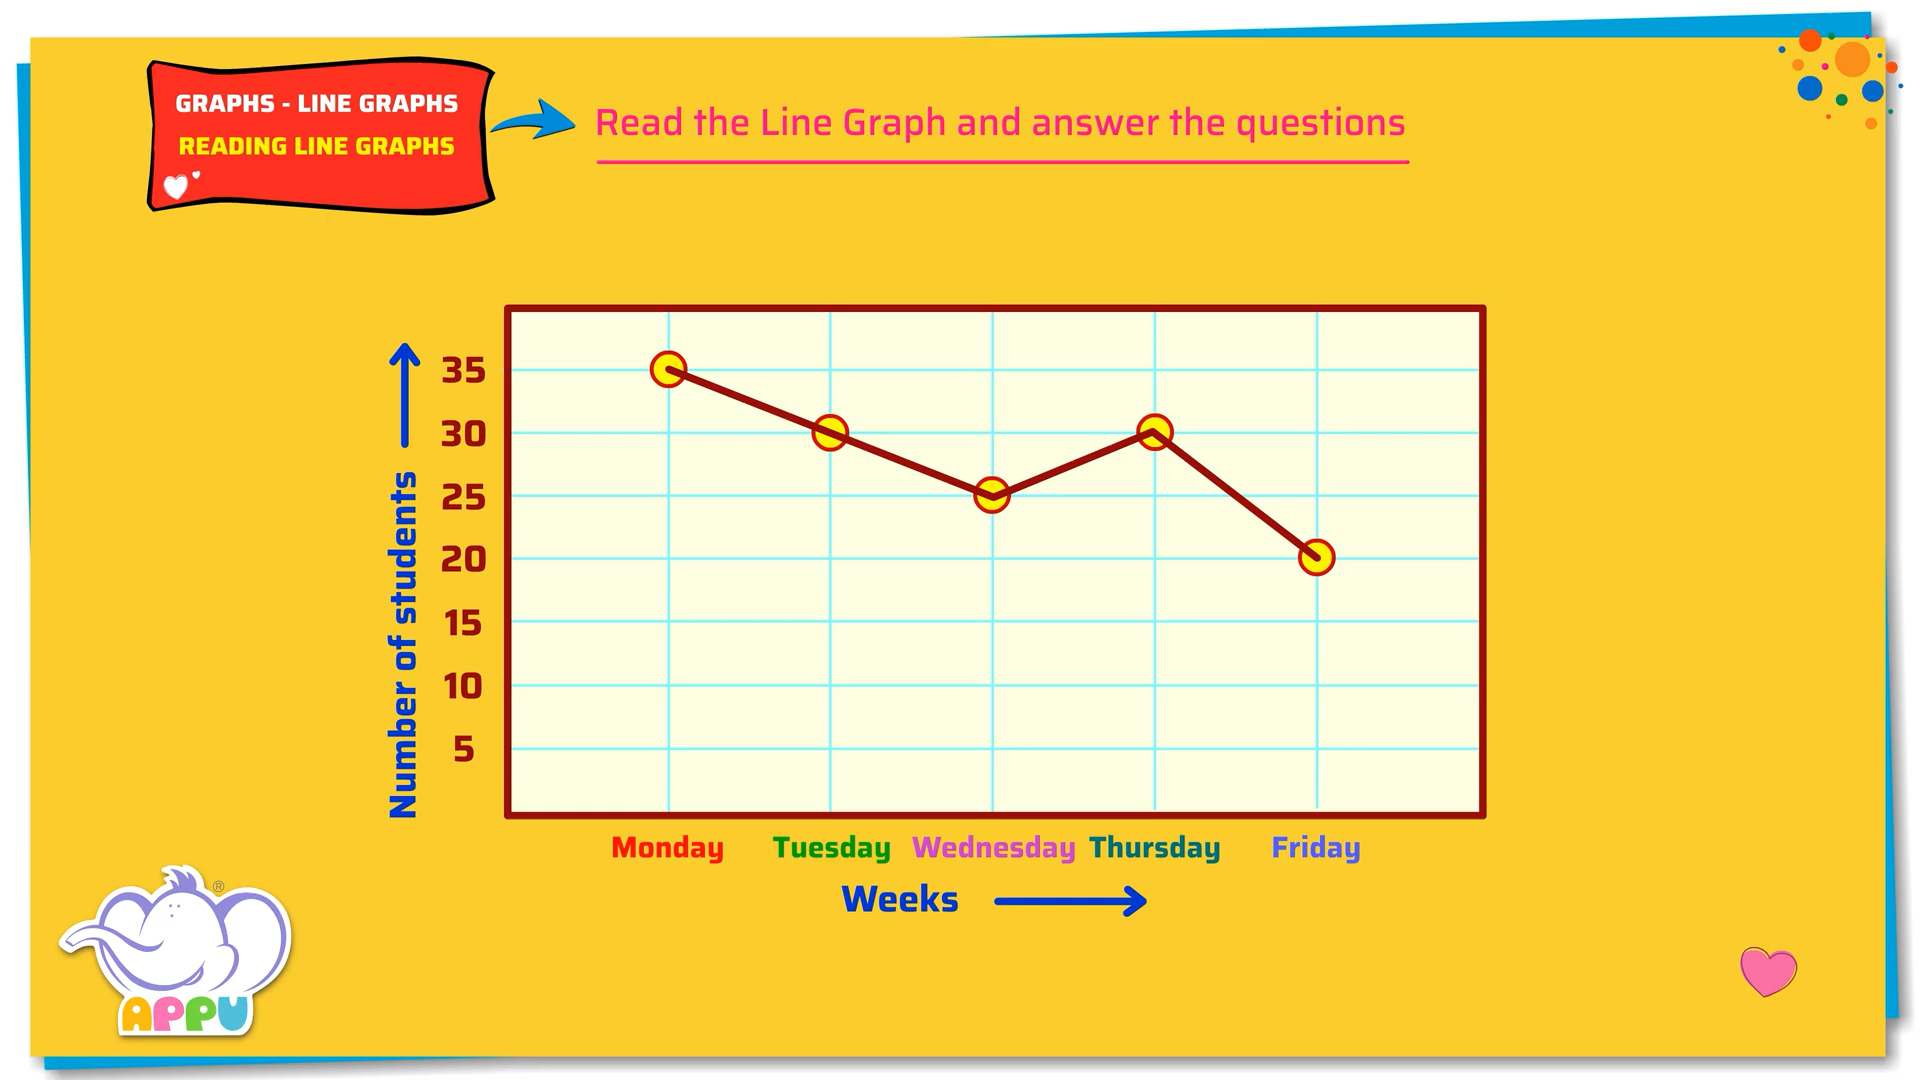 GRAPHS - LINE GRAPHS
READING LINE GRAPHS
Read the Line Graph and answer the questions
Number of students
35
30
25
20
15
10
5
Monday Tuesday Wednesday Thursday Friday
Weeks
®
APPU